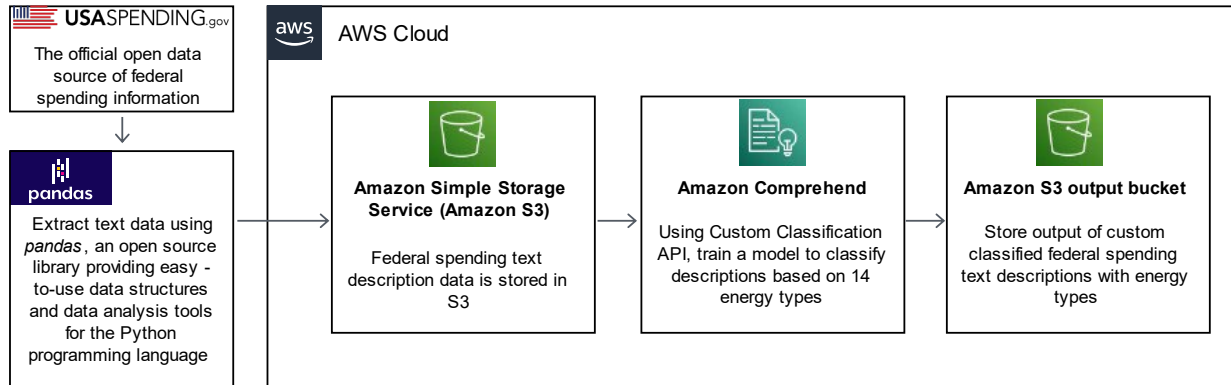 USASPENDING.gov
The official open data
source of federal
spending information
pandas
Extract text data using
pandas, an open source
library providing easy -
to-use data structures
and data analysis tools
for the Python
programming language
aws
AWS Cloud
Amazon Simple Storage
Service (Amazon S3)
Federal spending text
description data is stored in
S3
Amazon Comprehend
Using Custom Classification
API, train a model to classify
descriptions based on 14
energy types
Amazon S3 output bucket
Store output of custom
classified federal spending
text descriptions with energy
types